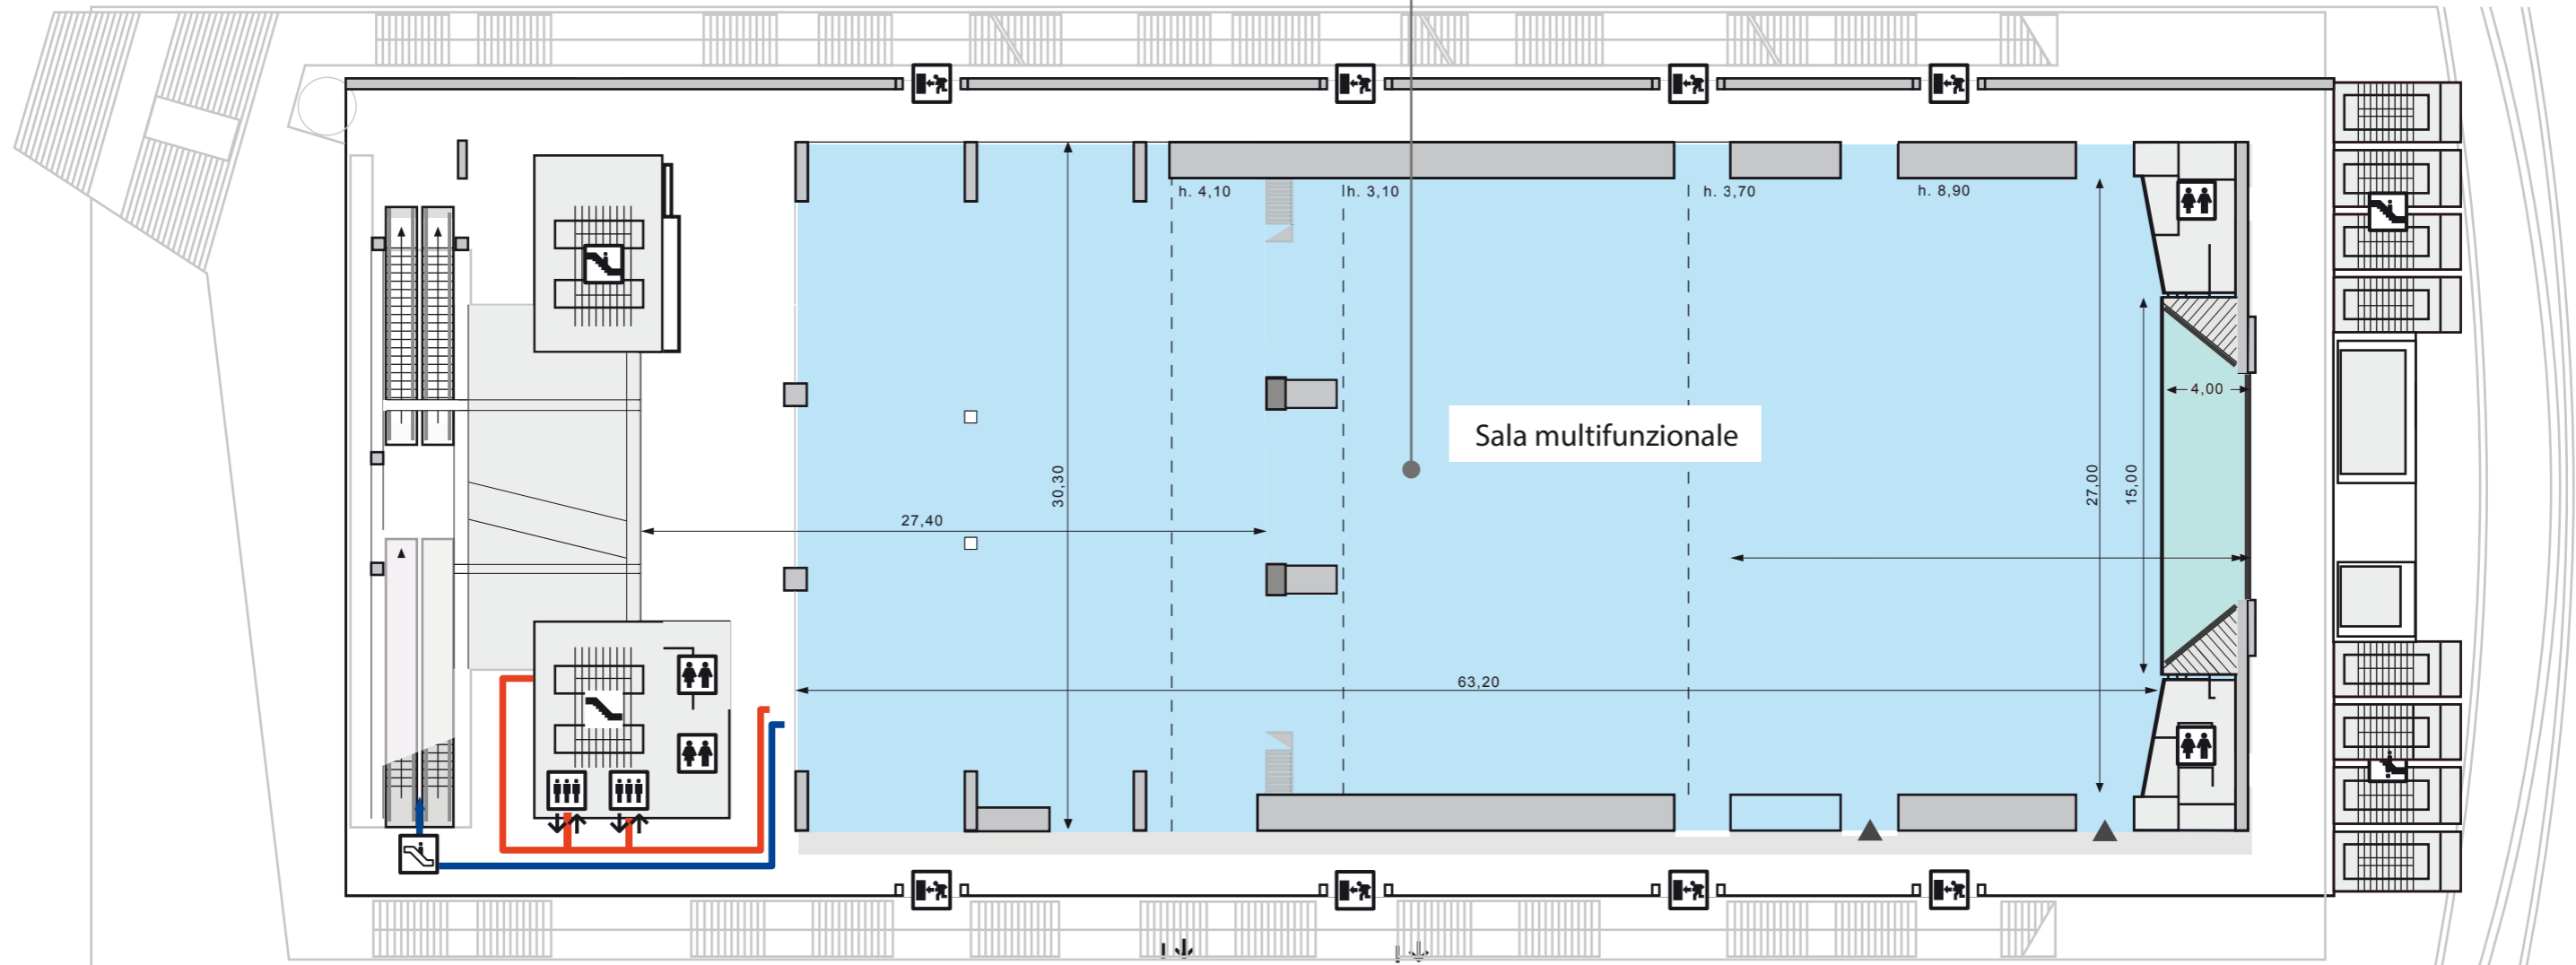 h. 4,10
h. 3,10
h. 3,70
h. 8,90
4,00
Sala multifunzionale
30,30
27,00
15,00
27,40
63,20